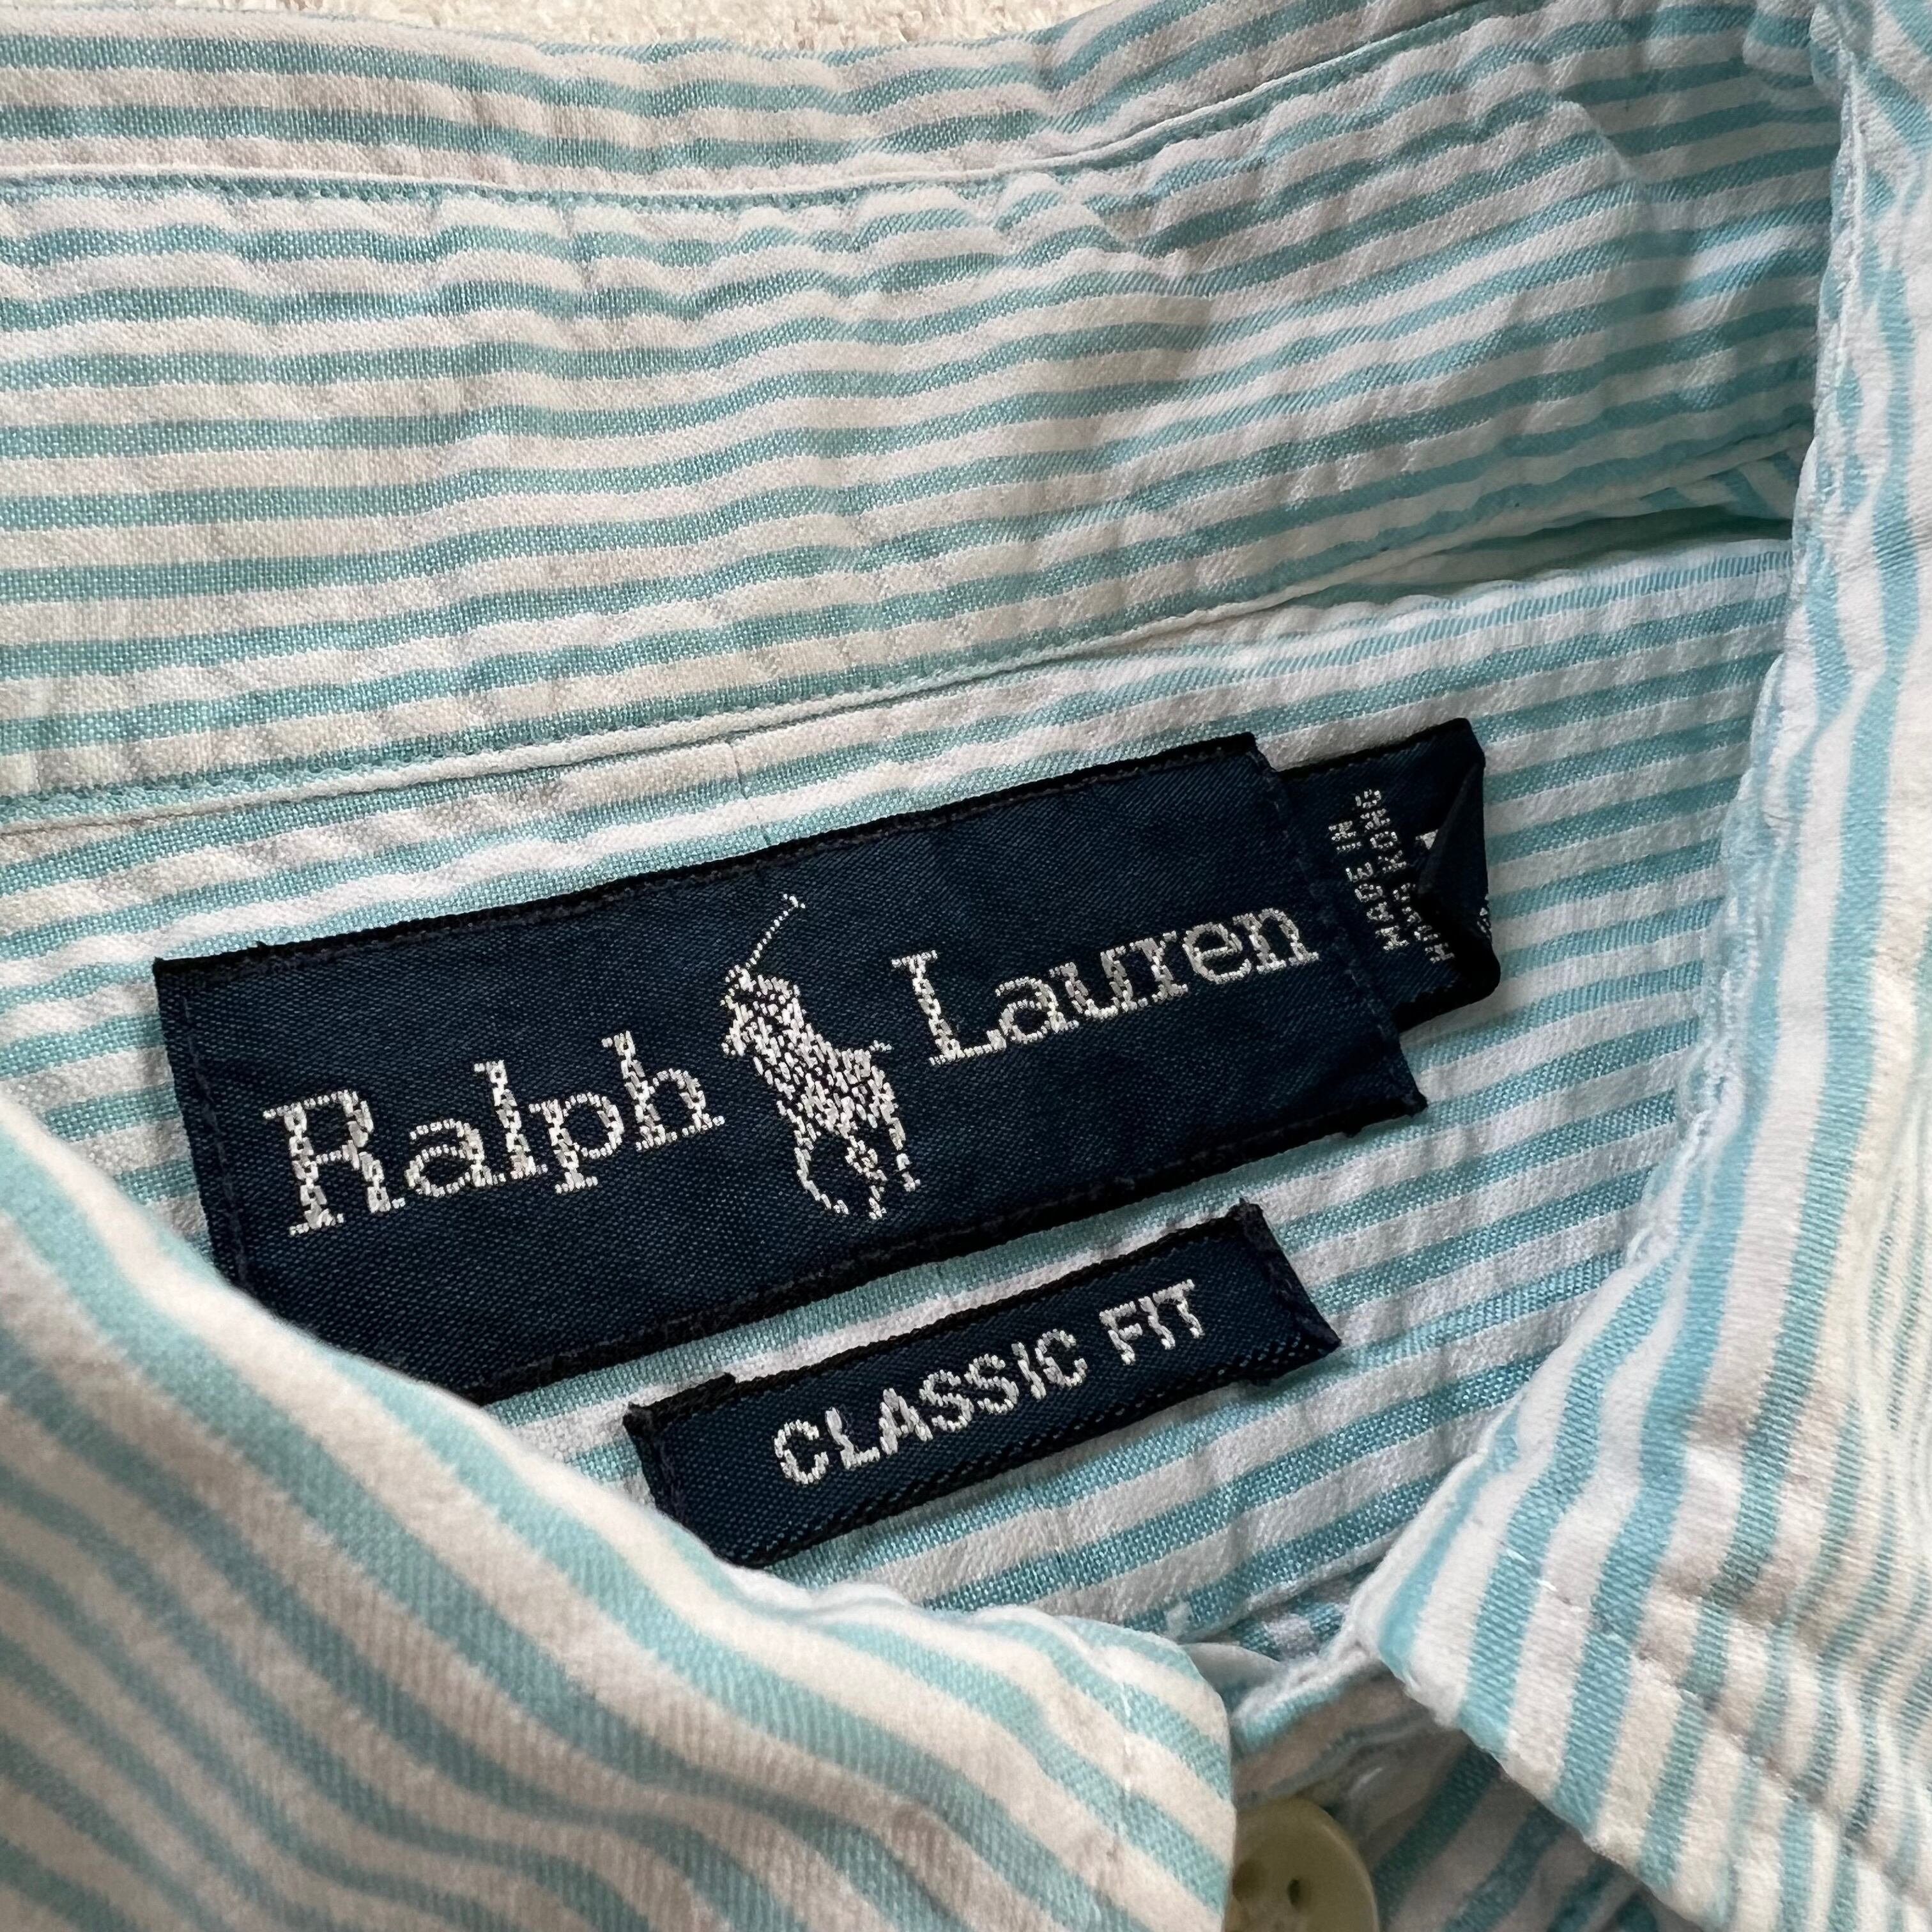 Ralph Lauren
MADE IN
HONG KONG
CLASSIC FIT